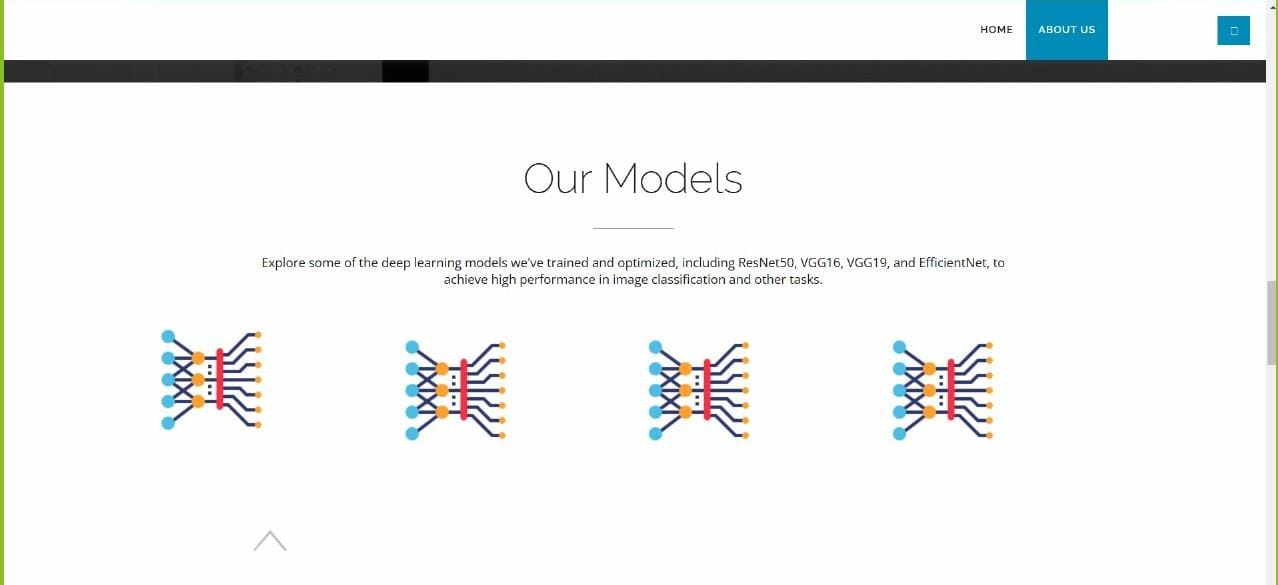 HOME
ABOUT US
Our Models
Explore some of the deep learning models we've trained and optimized, including ResNet50, VGG16, VGG19, and EfficientNet, to
achieve high performance in image classification and other tasks.